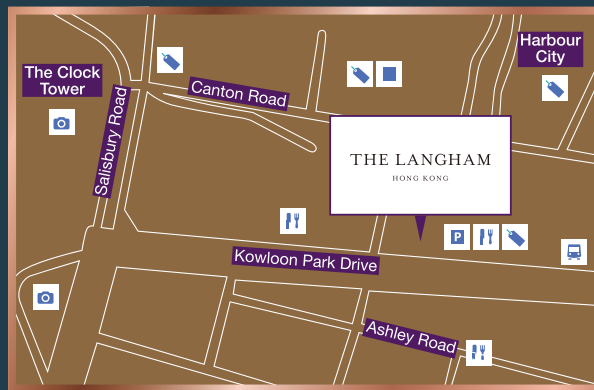 Harbour
City
The Clock
Tower
Canton Road
Salisbury Road
THE LANGHAM
HONG KONG
P
Kowloon Park Drive
Ashley Road